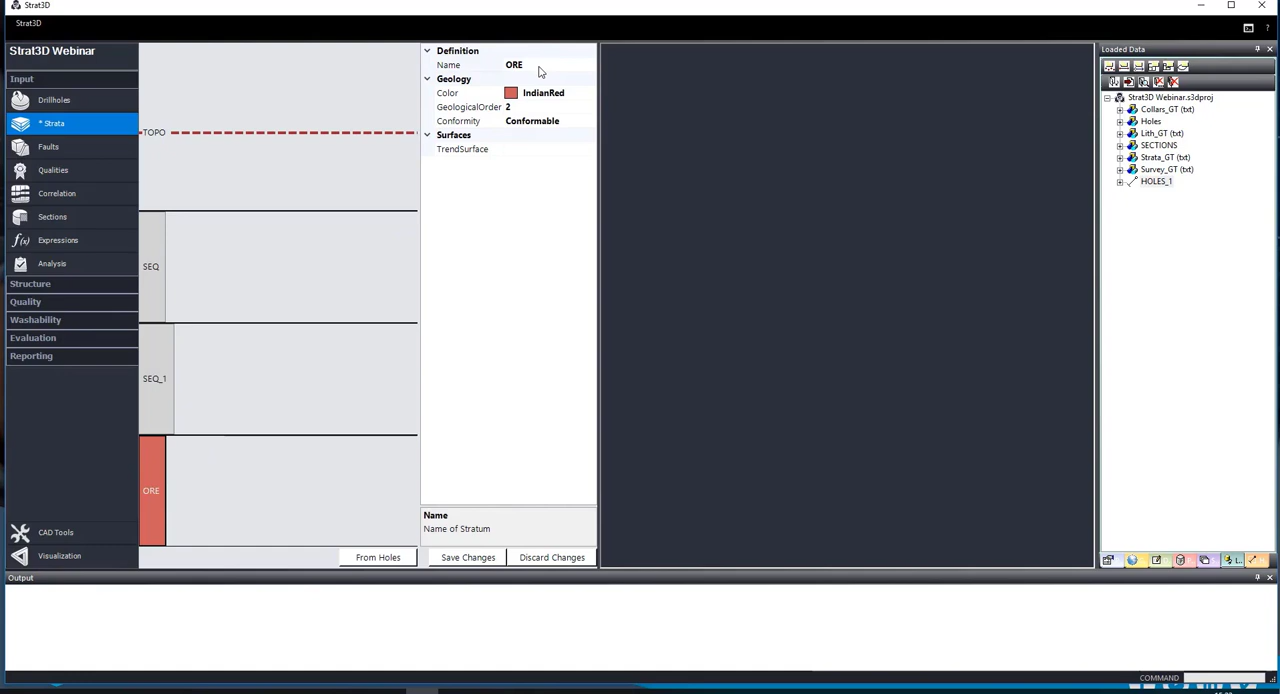 Strat3D
Strat3D
?
Strat3D Webinar
Input
Drillholes
* Strata
Faults
Qualities
Correlation
Sections
f(x) Expressions
Analysis
Structure
Quality
Washability
Evaluation
Reporting
CAD Tools
Visualization
TOPO
SEQ
SEQ_1
ORE
From Holes
Definition
Name ORE
Geology
Color IndianRed
GeologicalOrder 2
Conformity Conformable
Surfaces
TrendSurface
Name
Name of Stratum
Save Changes
Discard Changes
Loaded Data
Strat3D Webinar.s3dproj
Collars_GT (txt)
Holes
Lith_GT (txt)
SECTIONS
Strata_GT (txt)
Survey_GT (txt)
HOLES_1
L...
Output
COMMAND